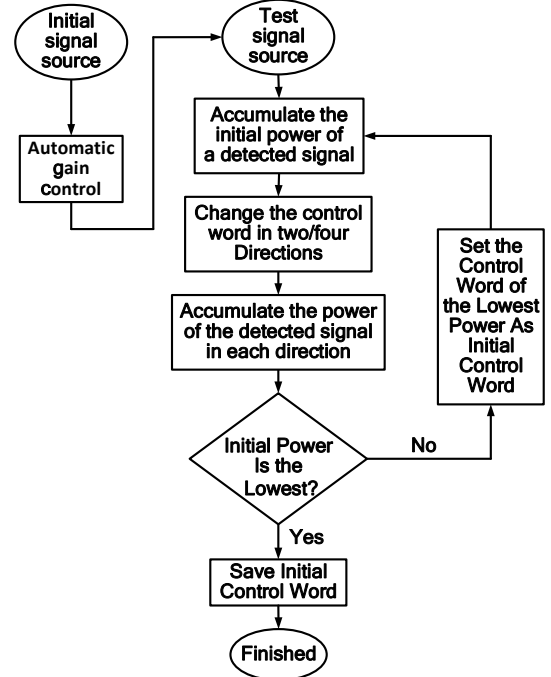 Initial
signal
source
Automatic
gain
control
Test
signal
source
Accumulate the
initial power of
a detected signal
Change the control
word in two/four
Directions
Accumulate the power
of the detected signal
in each direction
Initial Power
Is the
Lowest?
No
Set the
Control
Word of
the Lowest
Power As
Initial
Control
Word
Yes
Save Initial
Control Word
Finished